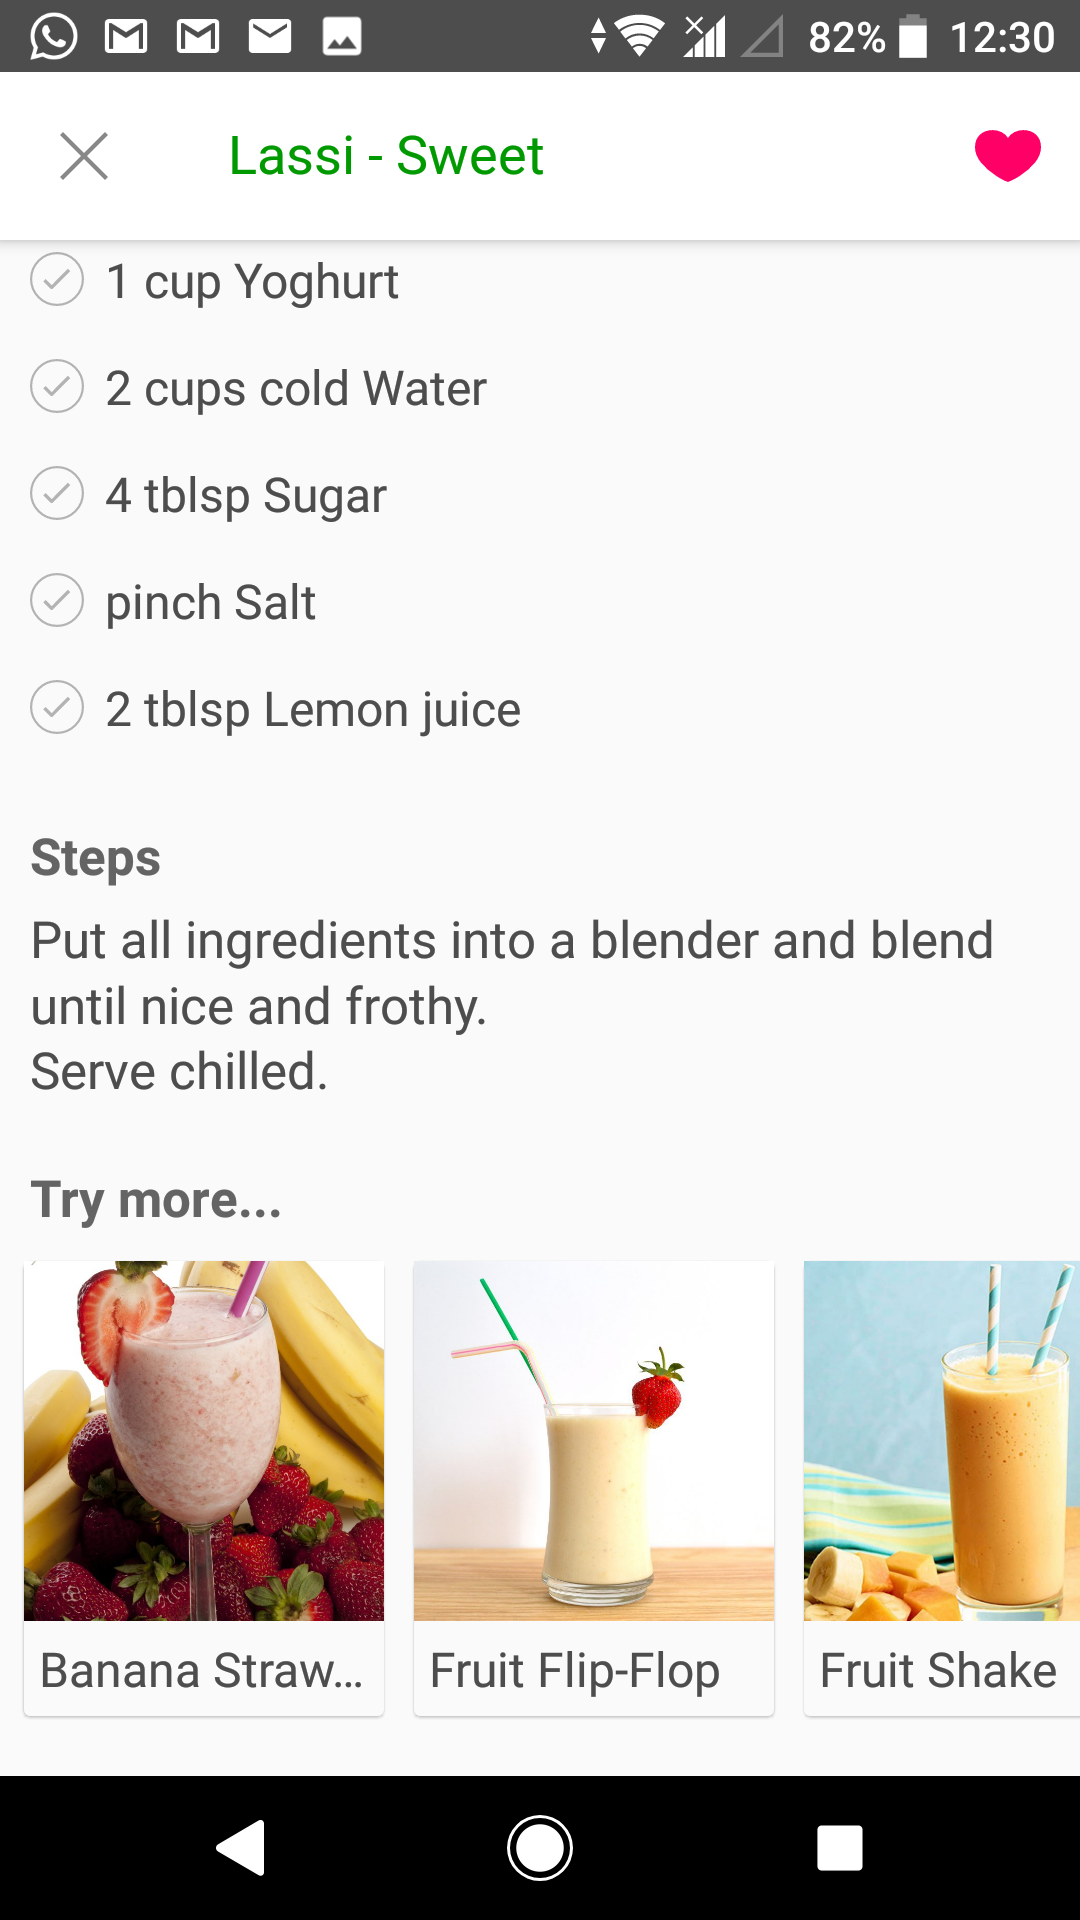 82% 12:30
Lassi - Sweet
1 cup Yoghurt
2 cups cold Water
4 tblsp Sugar
pinch Salt
2 tblsp Lemon juice
Steps
Put all ingredients into a blender and blend
until nice and frothy.
Serve chilled.
Try more...
Banana Straw...
Fruit Flip-Flop
Fruit Shake